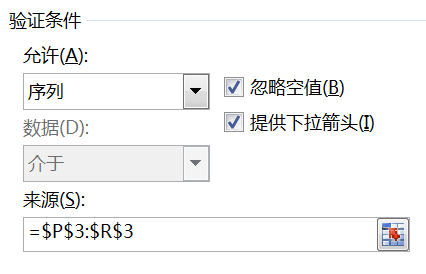 验证条件
允许(A):
序列
忽略空值(B)
数据(D):
提供下拉箭头(I)
介于
来源(S):
=$P$3:$R$3